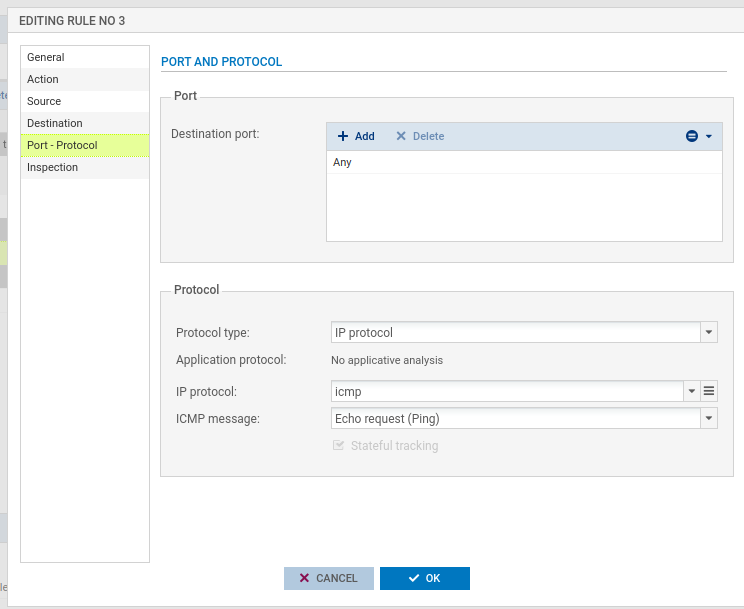 EDITING RULE NO 3
General
Action
Source
Destination
Port - Protocol
Inspection
PORT AND PROTOCOL
Port
Destination port:
Add Delete
Any
Protocol
Protocol type: IP protocol
Application protocol: No applicative analysis
IP protocol: icmp
ICMP message: Echo request (Ping)
Stateful tracking
CANCEL OK